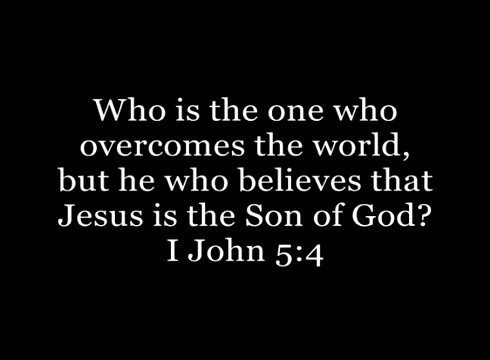 Who is the one who
overcomes the world,
but he who believes that
Jesus is the Son of God?
I John 5:4